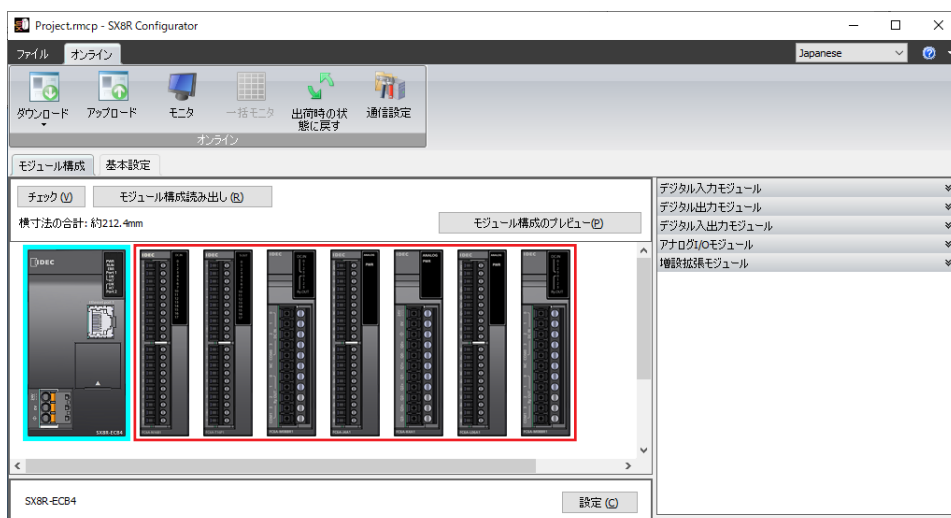 Project.rmcp - SX8R Configurator
ファイル オンライン Japanese
ダウンロード アップロード モニタ 一括モニタ 出荷時の状態に戻す 通信設定
オンライン
モジュール構成 基本設定
チェック(V) モジュール構成読み出し(R)
横寸法の合計: 約212.4mm モジュール構成のプレビュー(P)
デジタル入力モジュール
デジタル出力モジュール
デジタル入出力モジュール
アナログI/Oモジュール
増設拡張モジュール
IDEC
SX8R-ECB4
SX8R-ECB4 設定(C)